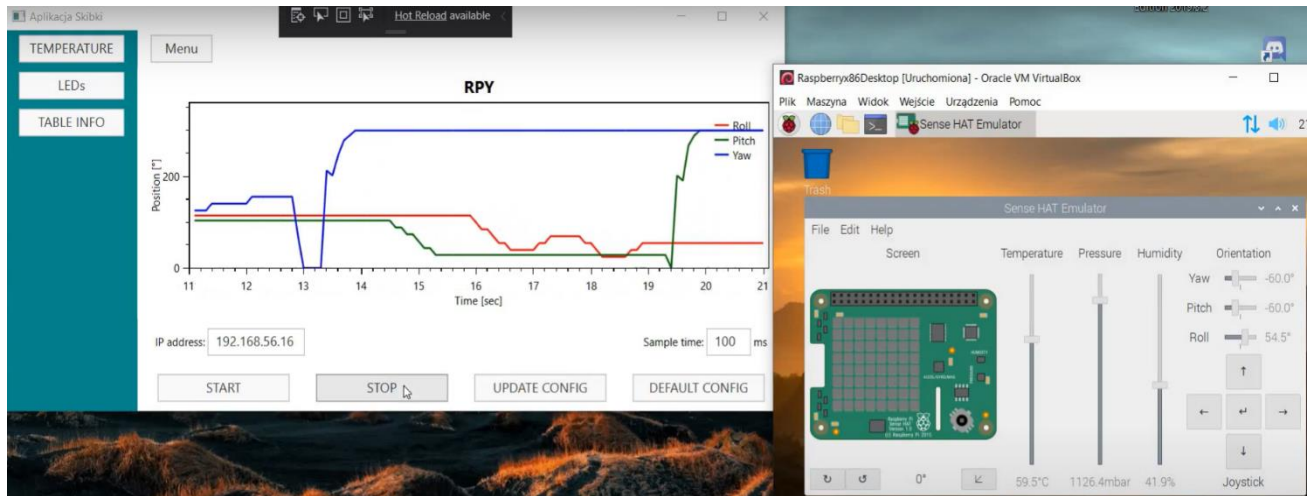 Aplikacja Skibki
Hot Reload available
TEMPERATURE
LEDs
TABLE INFO
Menu
RPY
Roll
Pitch
Yaw
Position [°]
200
0
11 12 13 14 15 16 17 18 19 20 21
Time [sec]
IP address: 192.168.56.16
Sample time: 100 ms
START
STOP
UPDATE CONFIG
DEFAULT CONFIG
Raspberryx86Desktop [Uruchomiona] - Oracle VM VirtualBox
Plik Maszyna Widok Wejście Urządzenia Pomoc
Sense HAT Emulator
Trash
Sense HAT Emulator
File Edit Help
Screen
Temperature
Pressure
Humidity
Orientation
Yaw -60.0°
Pitch -60.0°
Roll 54.5°
0°
59.5°C
1126.4mbar
41.9%
Joystick